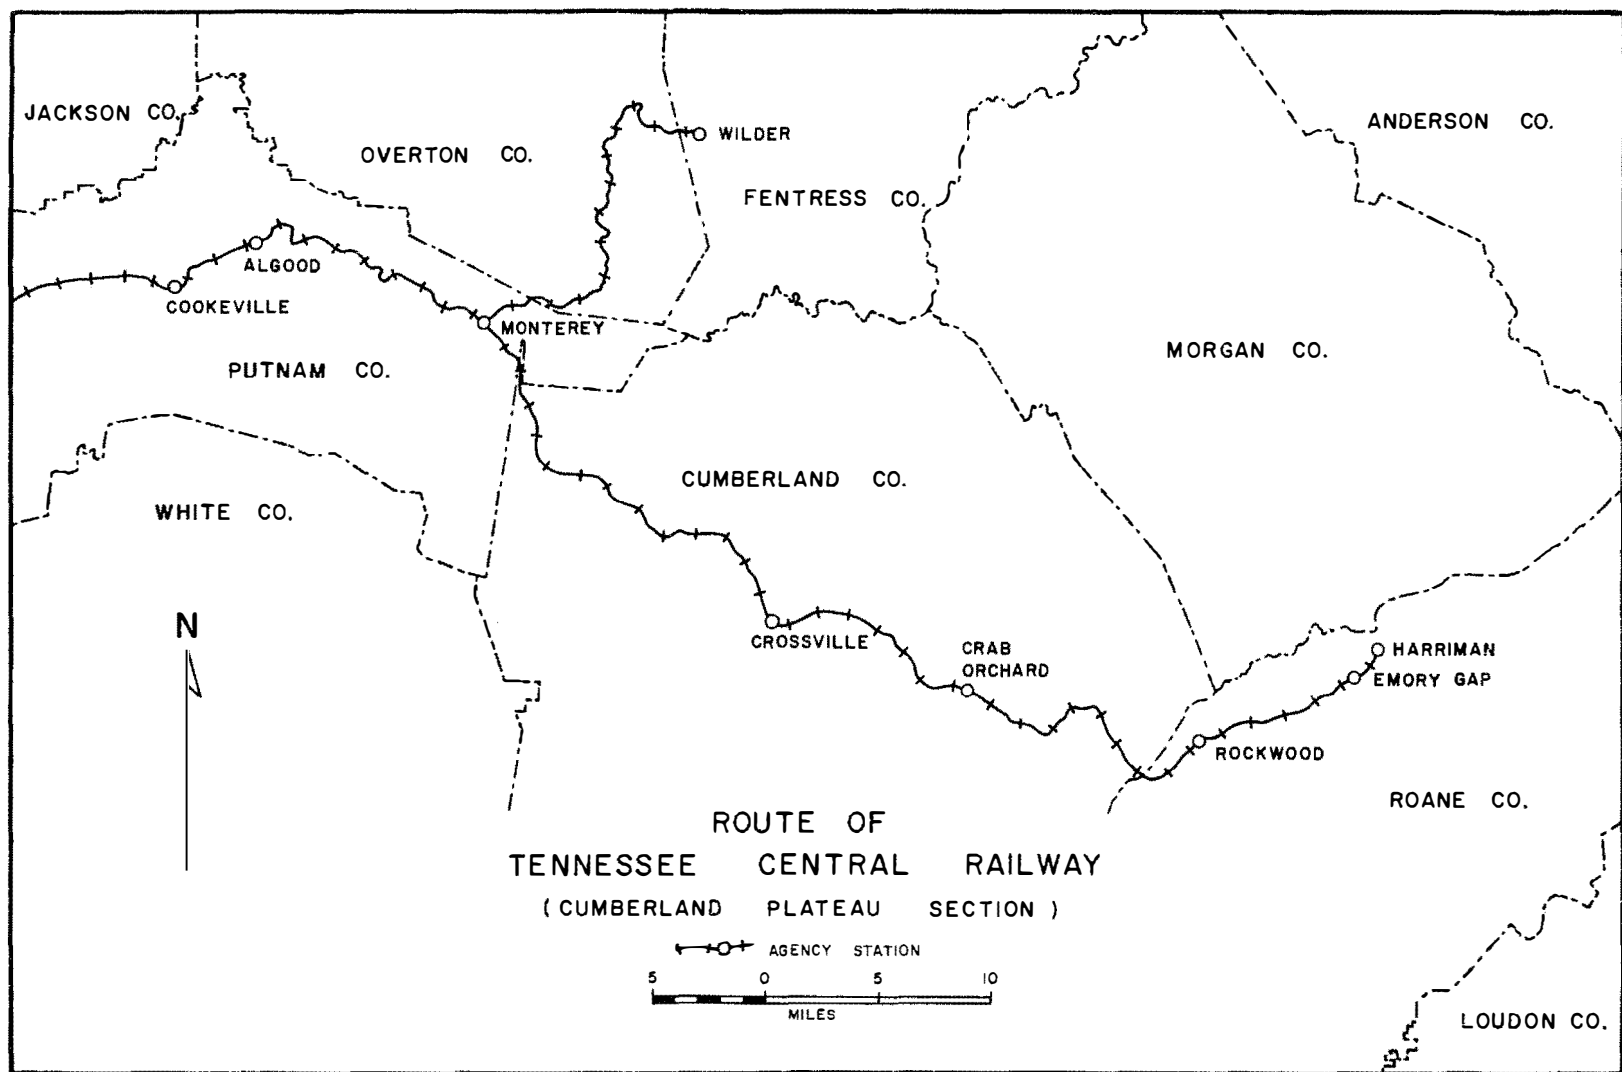 JACKSON CO.
OVERTON CO.
WILDER
ANDERSON CO.
FENTRESS CO.
ALGOOD
COOKEVILLE
MONTEREY
PUTNAM CO.
MORGAN CO.
CUMBERLAND CO.
WHITE CO.
N
CROSSVILLE
CRAB
ORCHARD
HARRIMAN
EMORY GAP
ROCKWOOD
ROANE CO.
ROUTE OF
TENNESSEE CENTRAL RAILWAY
(CUMBERLAND PLATEAU SECTION)
AGENCY STATION
5 0 5 10
MILES
LOUDON CO.